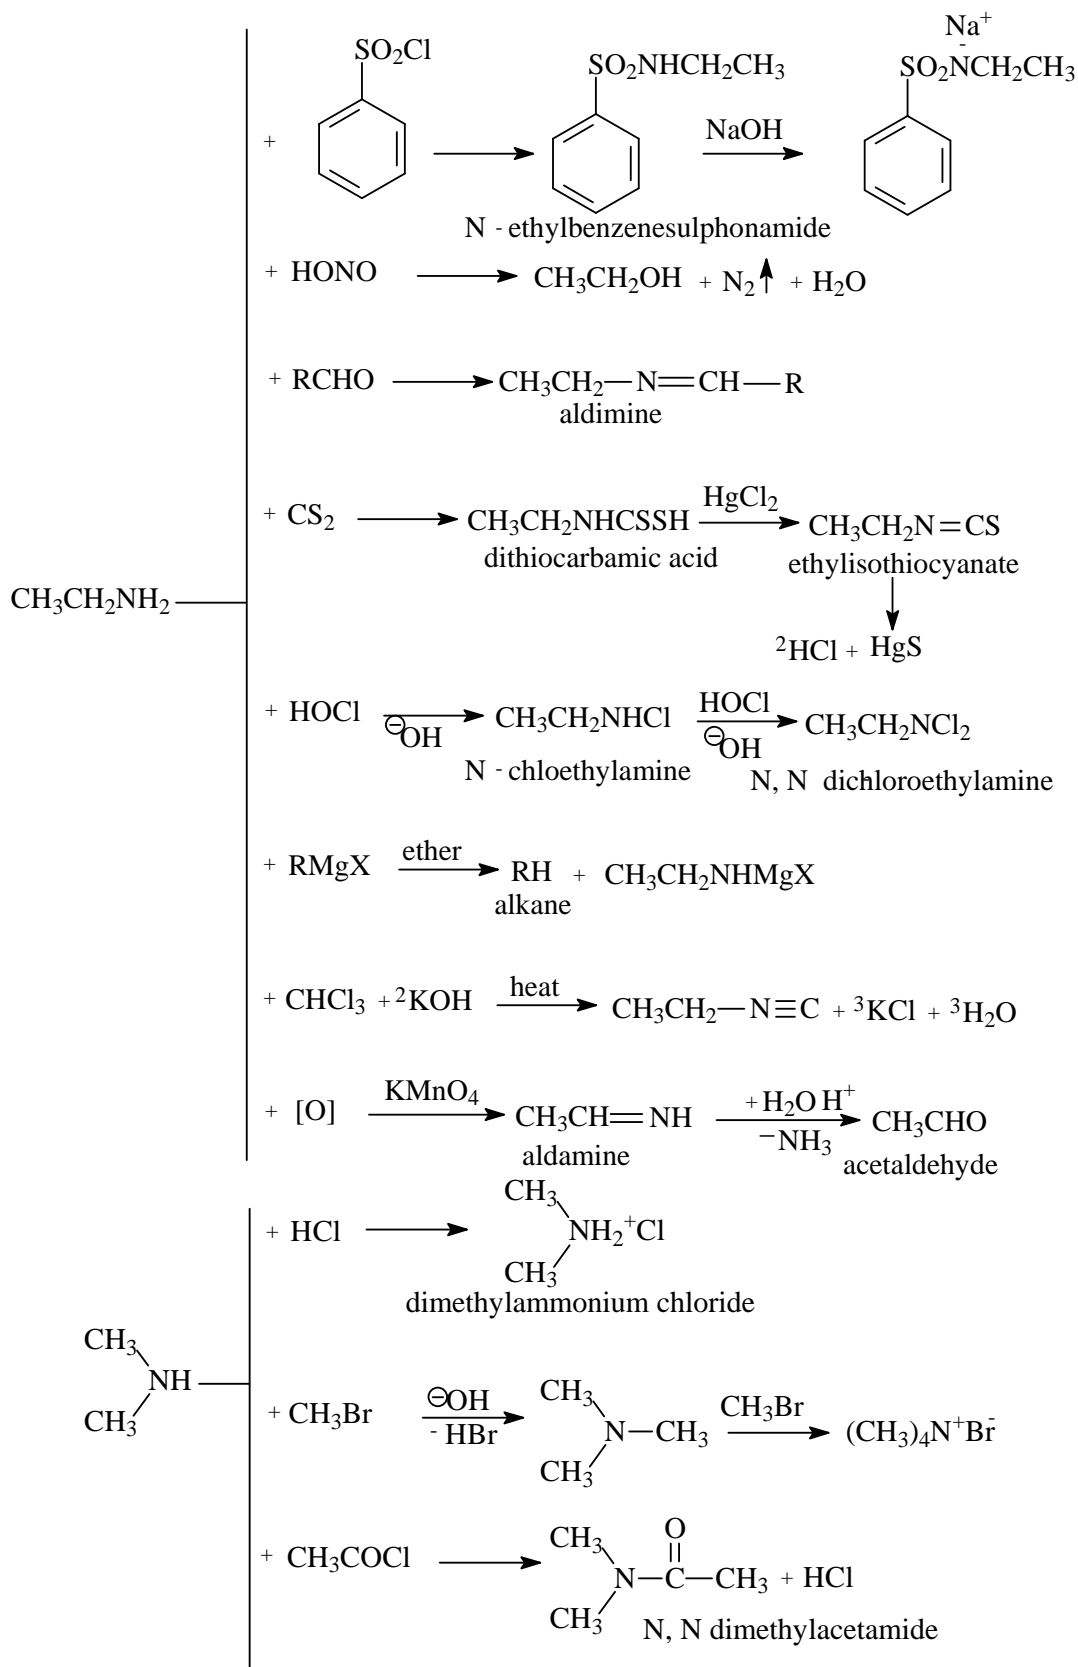 Na⁺
SO₂Cl SO₂NHCH₂CH₃ SO₂N⁻CH₂CH₃
+ NaOH
N - ethylbenzenesulphonamide
+ HONO CH₃CH₂OH + N₂ + H₂O
+ RCHO CH₃CH₂—N=CH—R
aldimine
+ CS₂ CH₃CH₂NHCSSH HgCl₂ CH₃CH₂N=CS
dithiocarbamic acid ethylisothiocyanate
CH₃CH₂NH₂
²HCl + HgS
+ HOCl ⊖OH CH₃CH₂NHCl HOCl ⊖OH CH₃CH₂NCl₂
N - chloethylamine N, N - dichloroethylamine
+ RMgX ether RH + CH₃CH₂NHMgX
alkane
+ CHCl₃ + ²KOH heat CH₃CH₂—N≡C + ³KCl + ³H₂O
+ [O] KMnO₄ CH₃CH=NH +H₂O H⁺ −NH₃ CH₃CHO
aldamine acetaldehyde
CH₃
+ HCl NH₂⁺Cl
CH₃
dimethylammonium chloride
CH₃
NH
CH₃
+ CH₃Br ⊖OH - HBr CH₃ N—CH₃ CH₃ CH₃Br (CH₃)₄N⁺Br⁻
CH₃ O
+ CH₃COCl N—C—CH₃ + HCl
CH₃
N, N dimethylacetamide